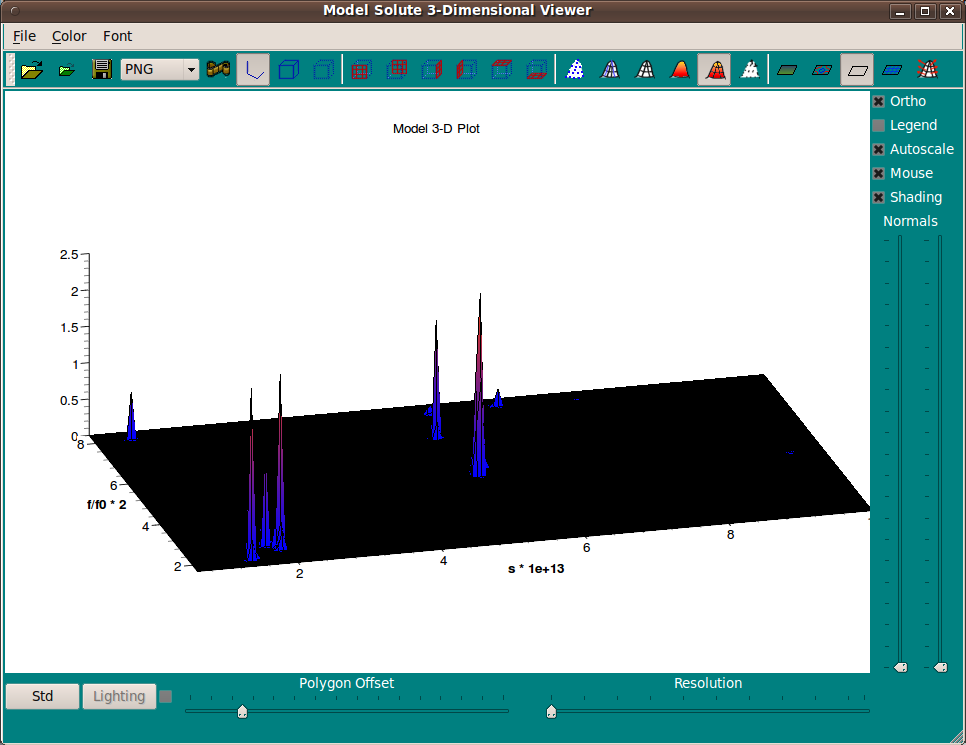 Model Solute 3-Dimensional Viewer
File Color Font
PNG
Ortho
Legend
Autoscale
Mouse
Shading
Normals
Model 3-D Plot
2.5
2
1.5
1
0.5
0
8
6
f/f0 * 2
4
2
2
4
6
8
s * 1e+13
Std
Lighting
Polygon Offset
Resolution